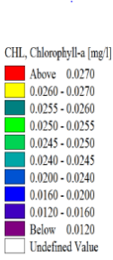 CHL, Chlorophyll-a [mg/l]
Above 0.0270
0.0260 - 0.0270
0.0255 - 0.0260
0.0250 - 0.0255
0.0245 - 0.0250
0.0240 - 0.0245
0.0200 - 0.0240
0.0160 - 0.0200
0.0120 - 0.0160
Below 0.0120
Undefined Value